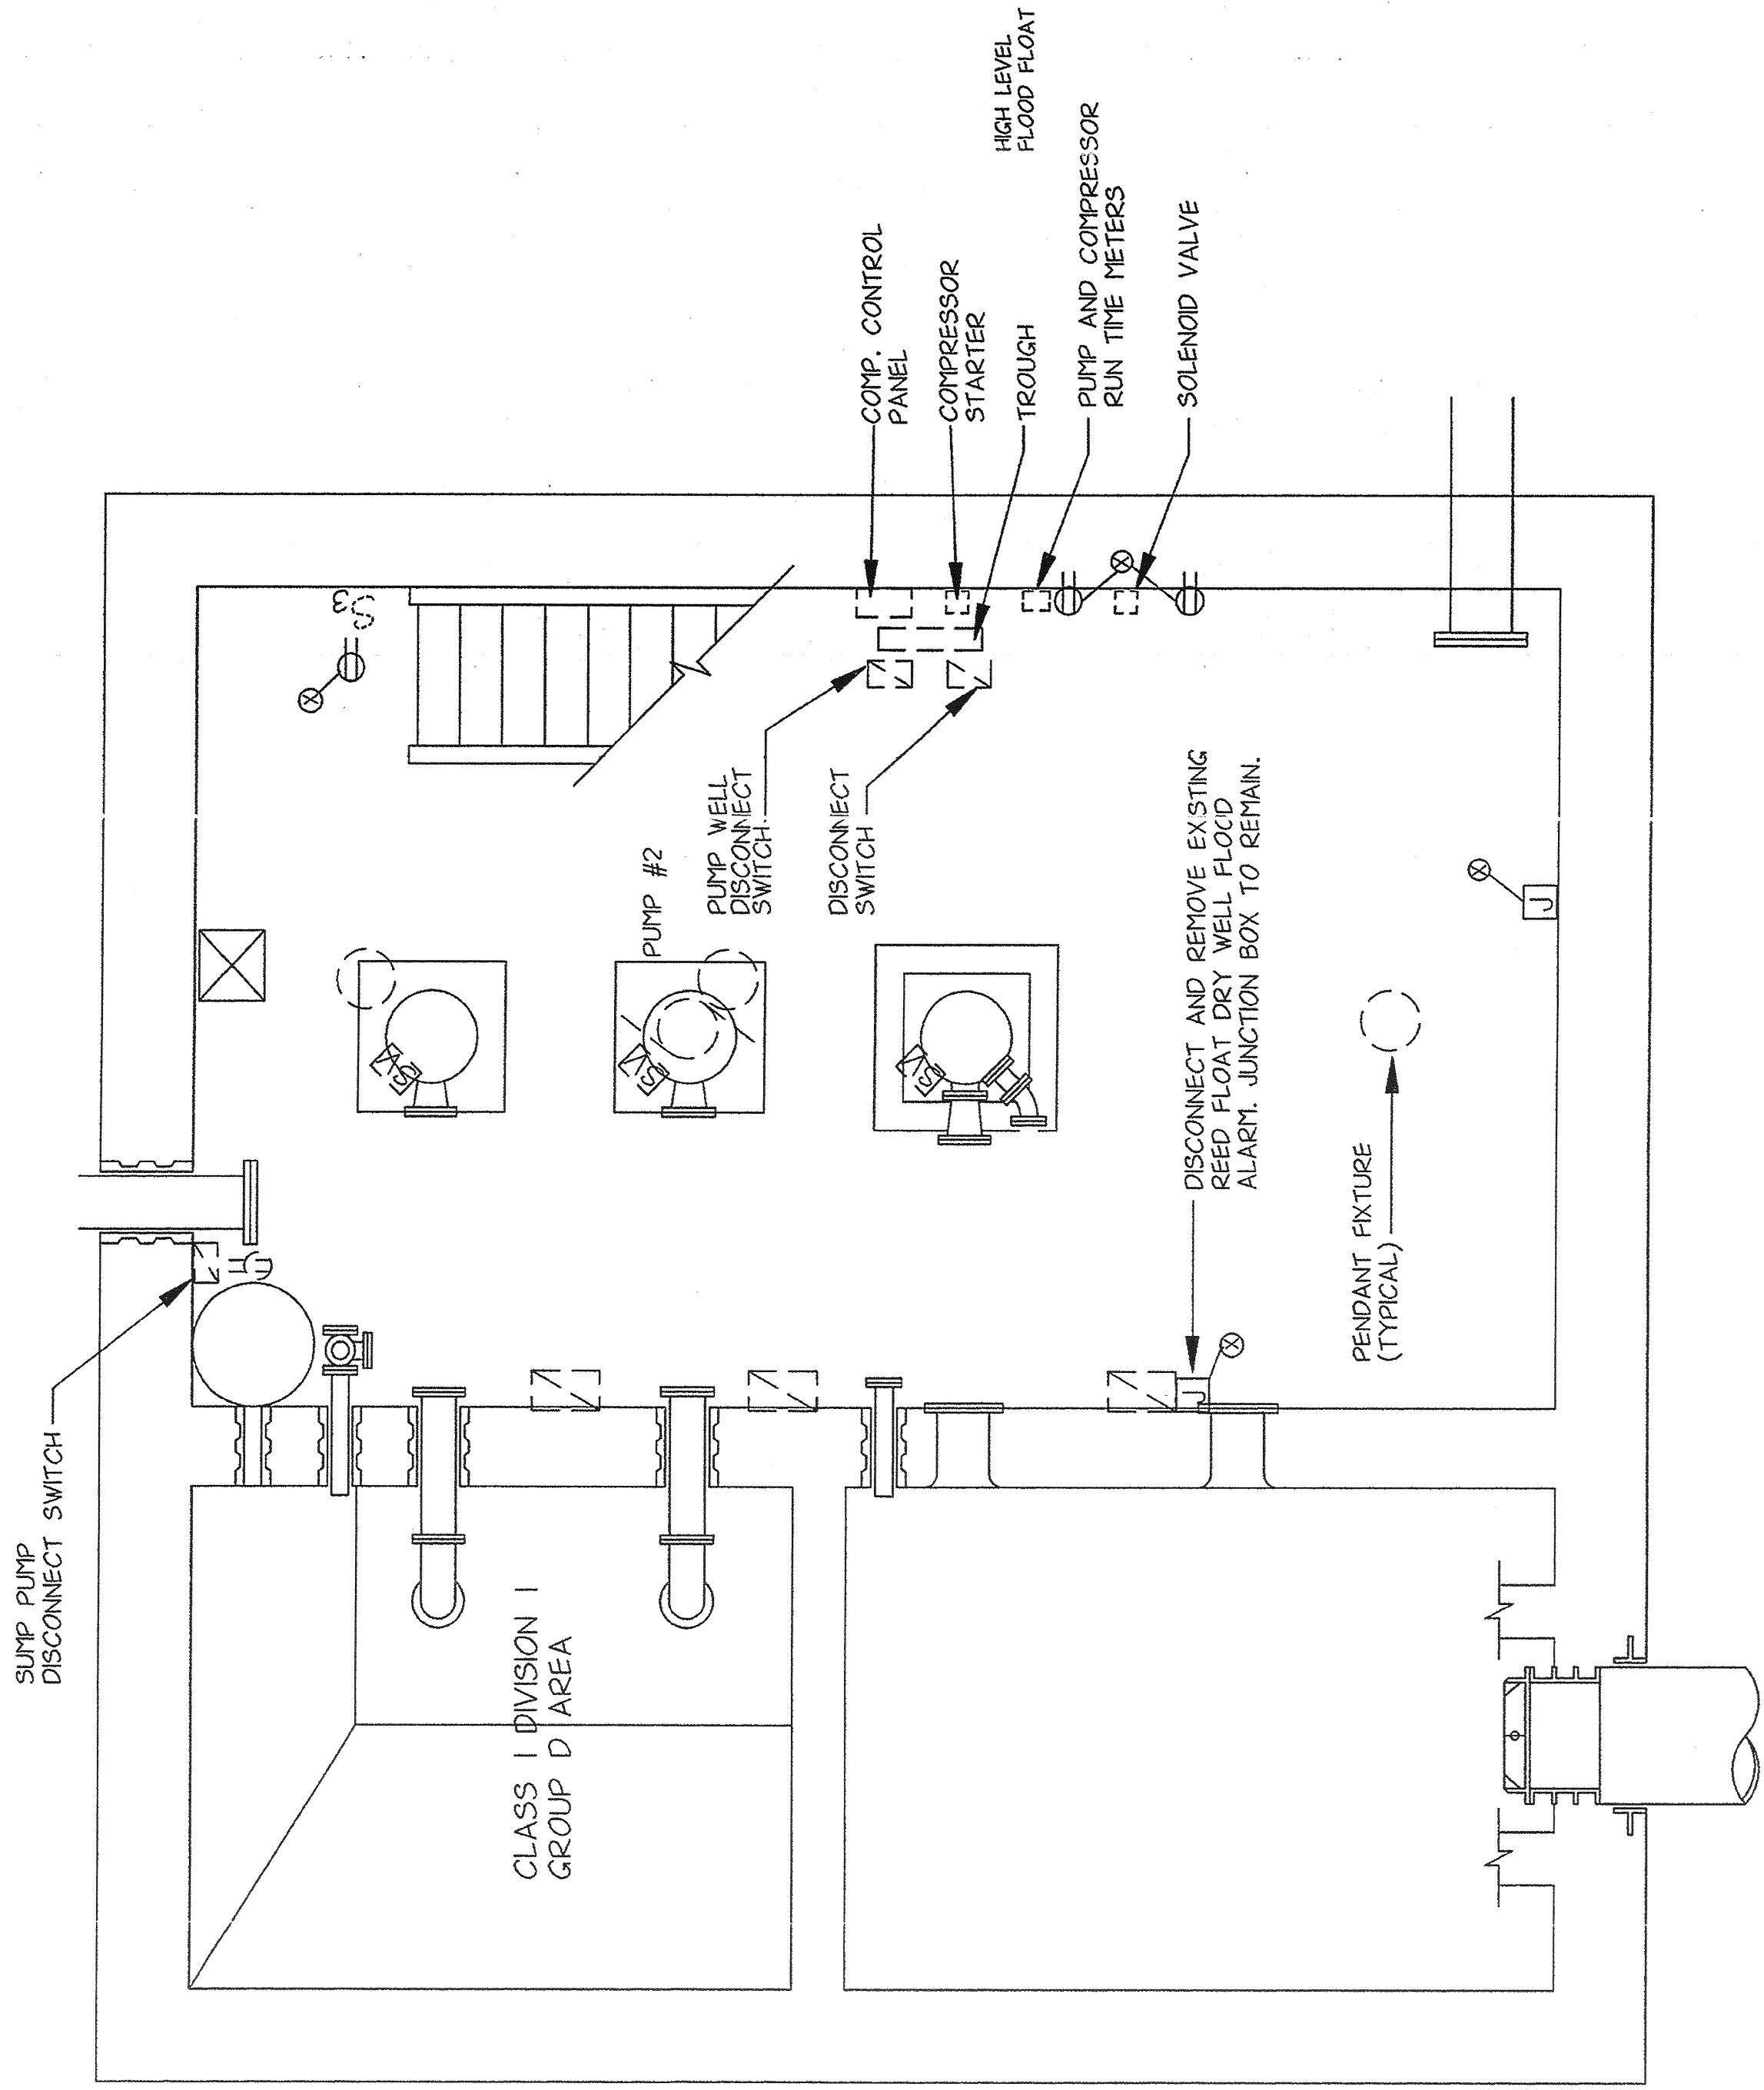 SUMP PUMP
DISCONNECT SWITCH
CLASS I DIVISION I
GROUP D AREA
PUMP #2
PUMP WELL
DISCONNECT
SWITCH
DISCONNECT
SWITCH
DISCONNECT AND REMOVE EXISTING
REED FLOAT DRY WELL FLOOD
ALARM. JUNCTION BOX TO REMAIN.
PENDANT FIXTURE
(TYPICAL)
COMP. CONTROL
PANEL
COMPRESSOR
STARTER
TROUGH
HIGH LEVEL
FLOOD FLOAT
PUMP AND COMPRESSOR
RUN TIME METERS
SOLENOID VALVE
S3
J
J
X
X
X
X